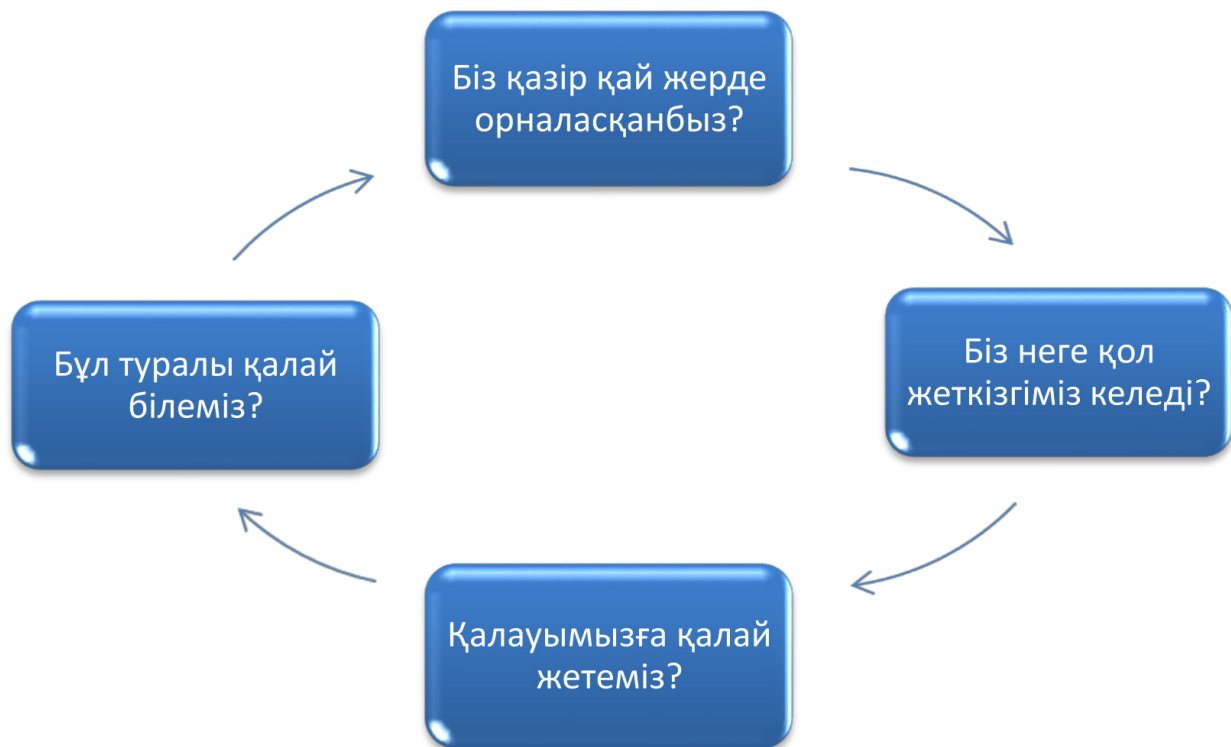 Біз қазір қай жерде
орналасқанбыз?
Біз неге қол
жеткізгіміз келеді?
Қалауымызға қалай
жетеміз?
Бұл туралы қалай
білеміз?